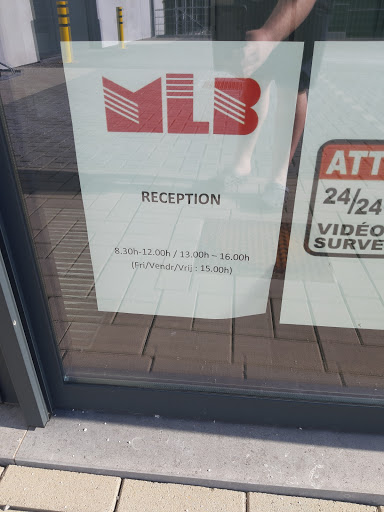 MLB
RECEPTION
8.30h-12.00h / 13.00h – 16.00h
(Fri/Vendr/Vrij : 15.00h)
ATT
24/24
VIDÉO
SURVE